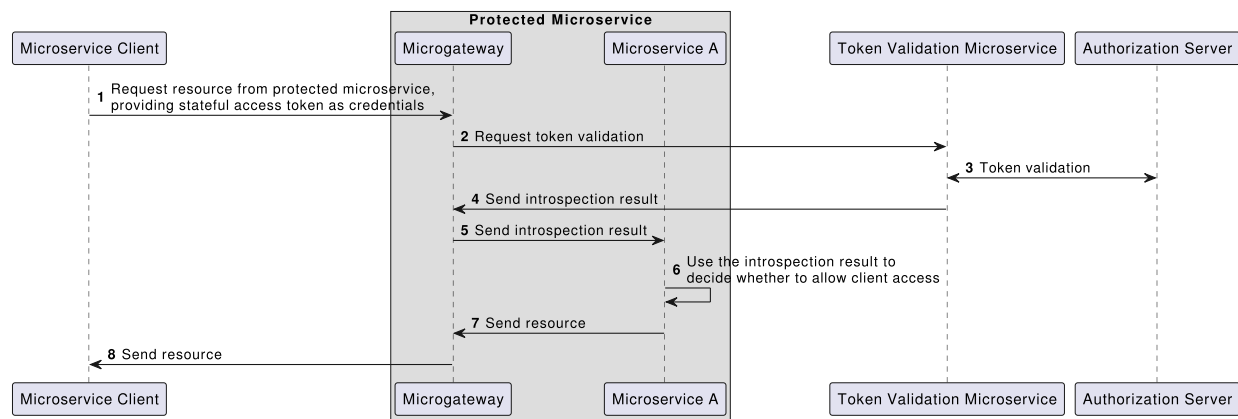 Protected Microservice
Microservice Client
Microgateway
Microservice A
Token Validation Microservice
Authorization Server
1 Request resource from protected microservice,
providing stateful access token as credentials
2 Request token validation
3 Token validation
4 Send introspection result
5 Send introspection result
6 Use the introspection result to
decide whether to allow client access
7 Send resource
8 Send resource
Microservice Client
Microgateway
Microservice A
Token Validation Microservice
Authorization Server